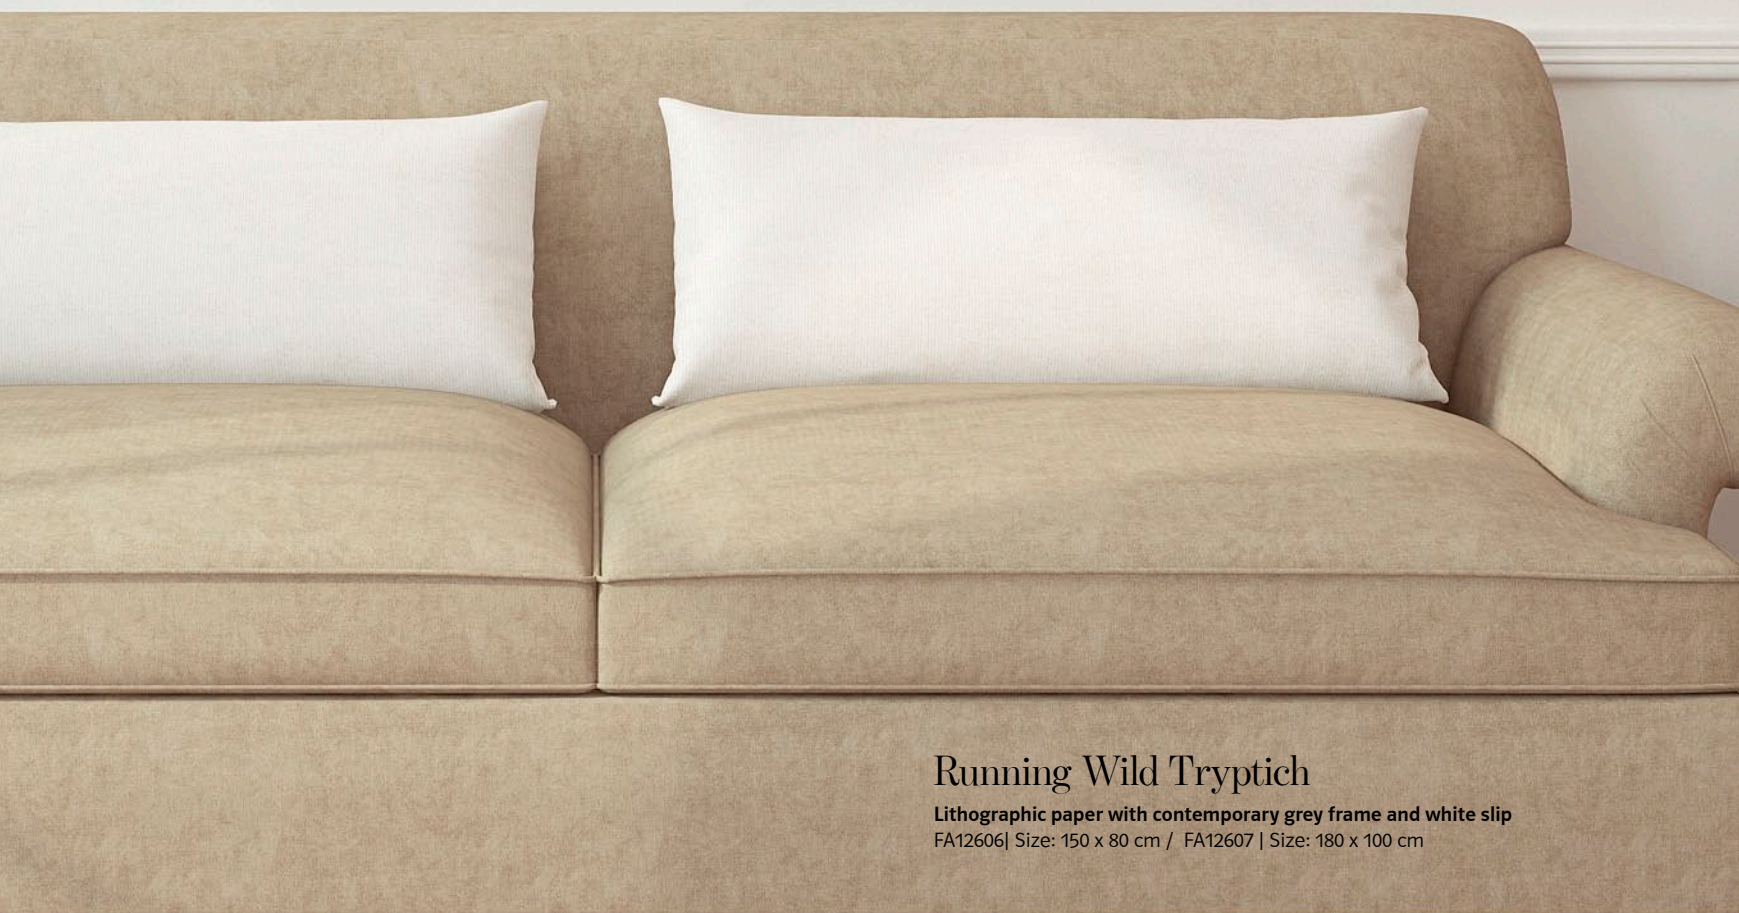 Running Wild Tryptich
Lithographic paper with contemporary grey frame and white slip
FA12606| Size: 150 x 80 cm /  FA12607 | Size: 180 x 100 cm